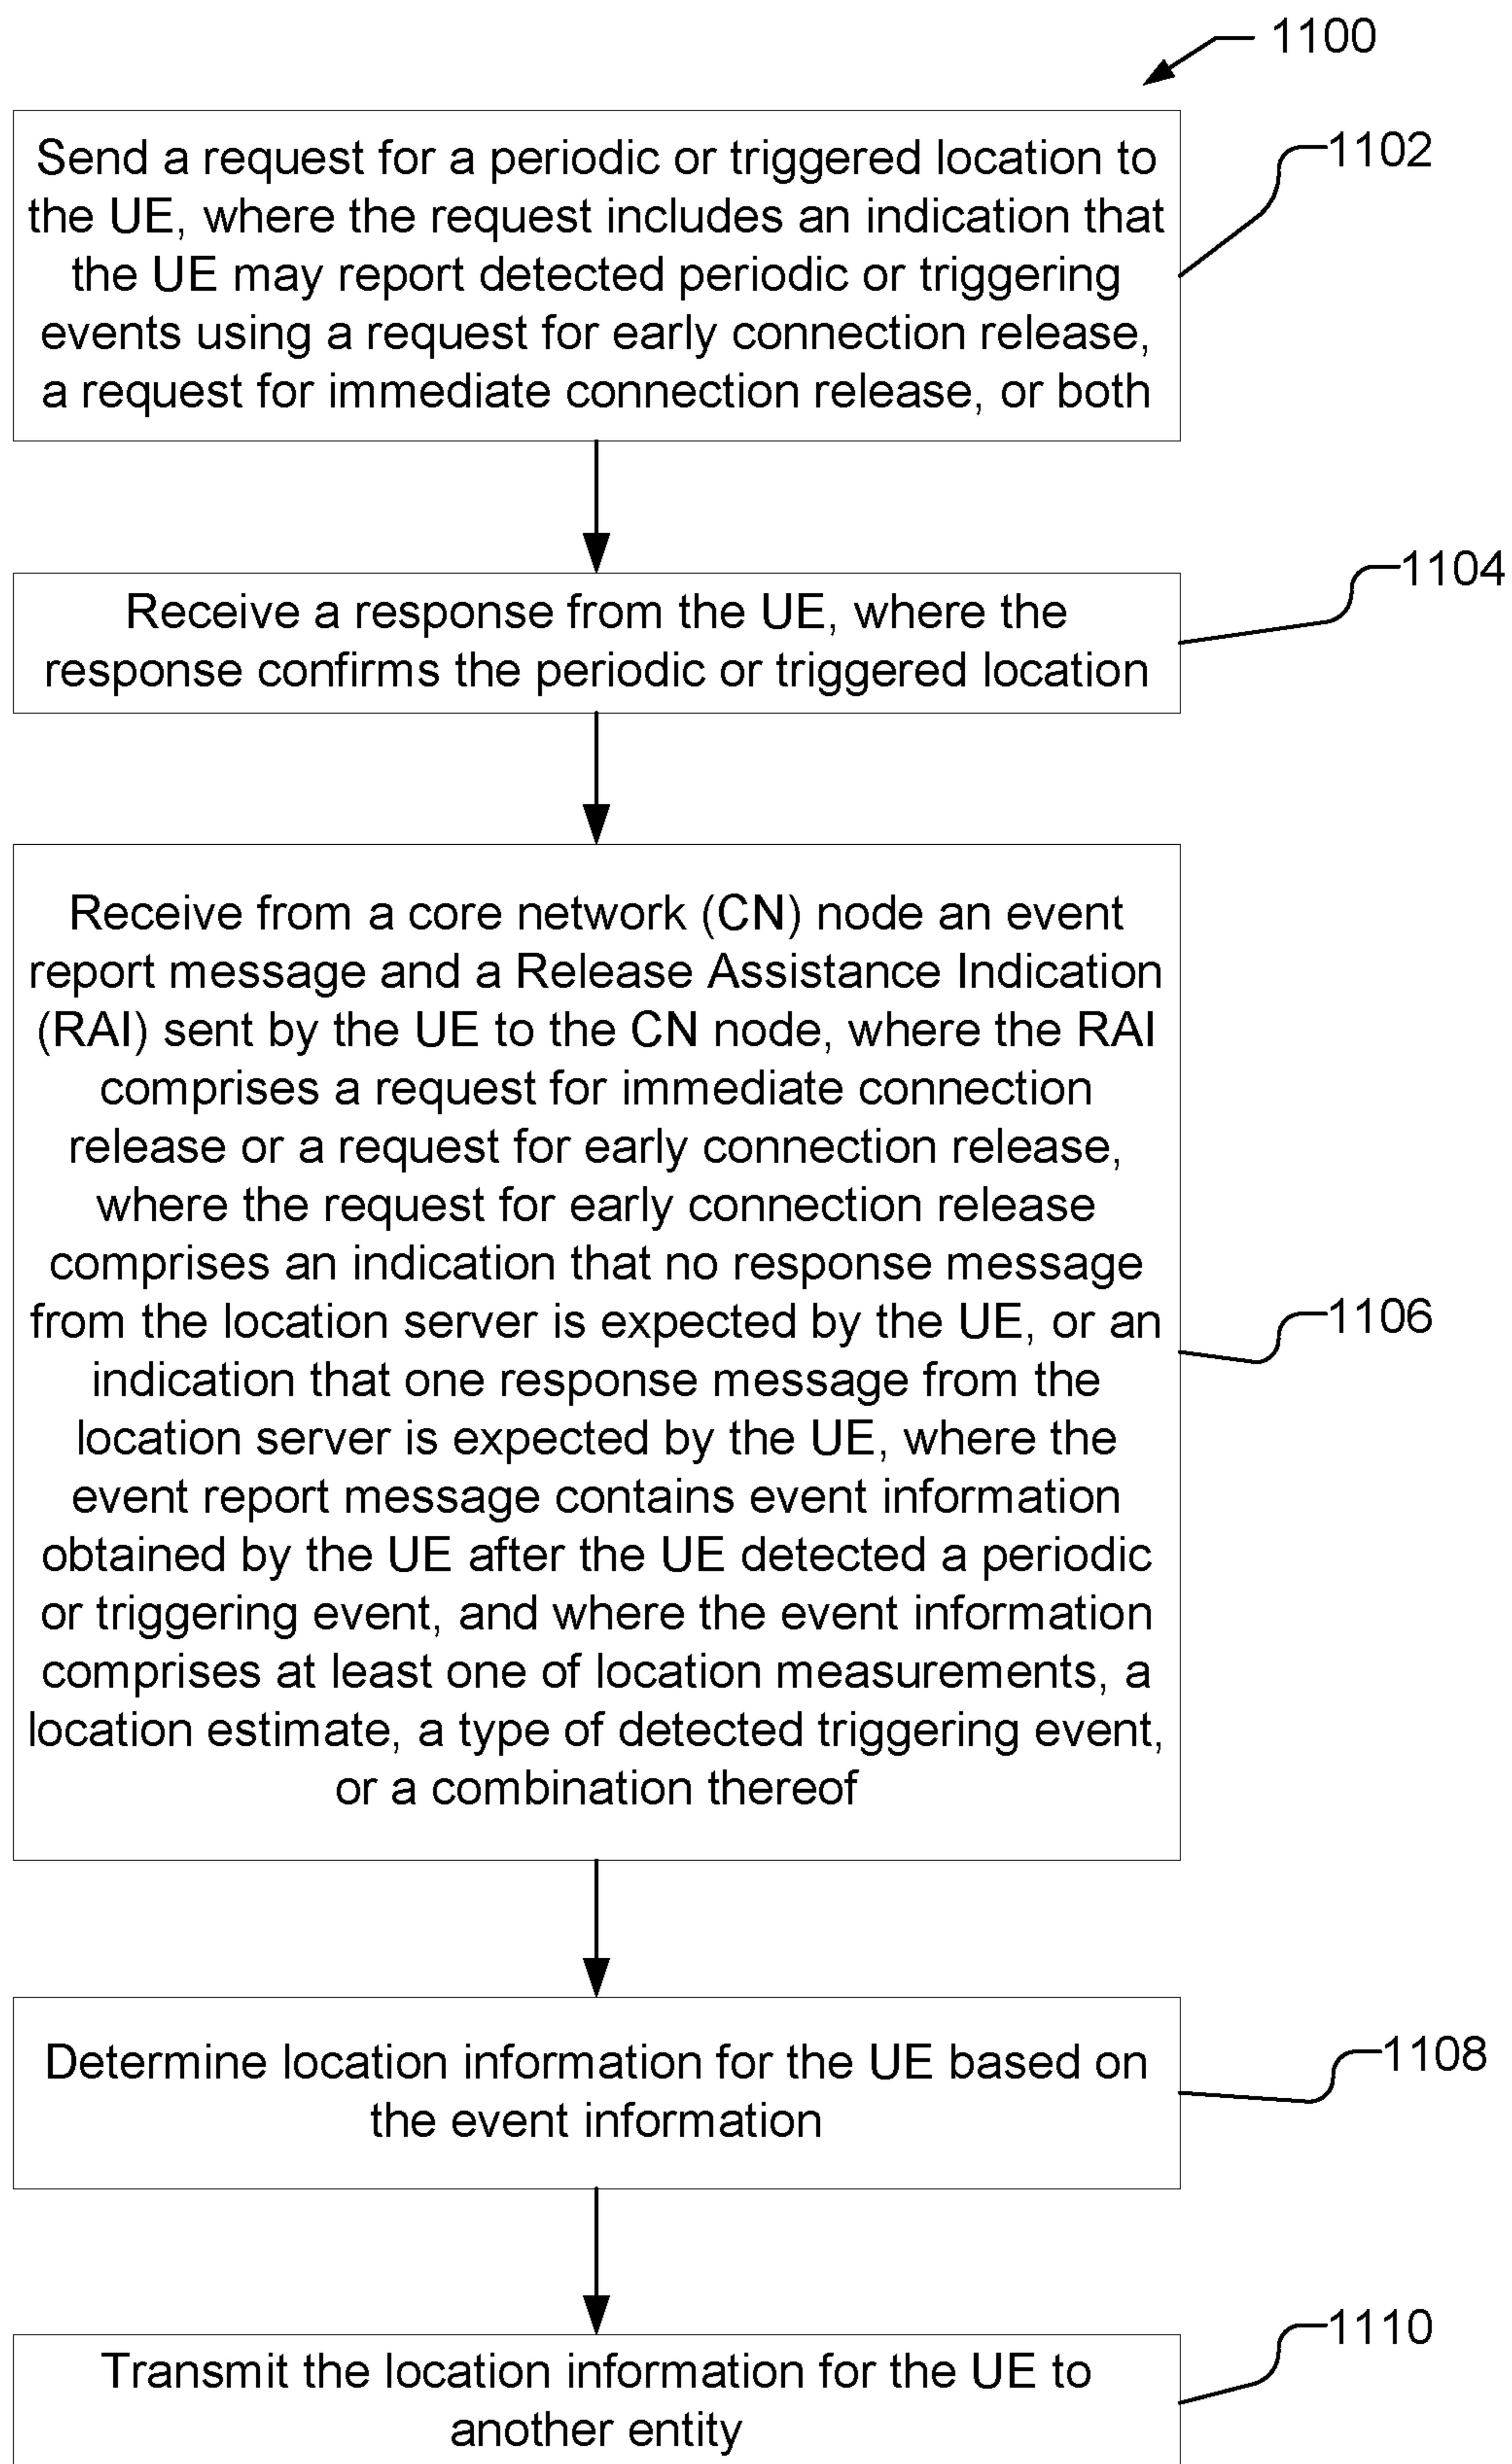 1100
Send a request for a periodic or triggered location to
the UE, where the request includes an indication that
the UE may report detected periodic or triggering
events using a request for early connection release,
a request for immediate connection release, or both
1102
Receive a response from the UE, where the
response confirms the periodic or triggered location
1104
Receive from a core network (CN) node an event
report message and a Release Assistance Indication
(RAI) sent by the UE to the CN node, where the RAI
comprises a request for immediate connection
release or a request for early connection release,
where the request for early connection release
comprises an indication that no response message
from the location server is expected by the UE, or an
indication that one response message from the
location server is expected by the UE, where the
event report message contains event information
obtained by the UE after the UE detected a periodic
or triggering event, and where the event information
comprises at least one of location measurements, a
location estimate, a type of detected triggering event,
or a combination thereof
1106
Determine location information for the UE based on
the event information
1108
Transmit the location information for the UE to
another entity
1110